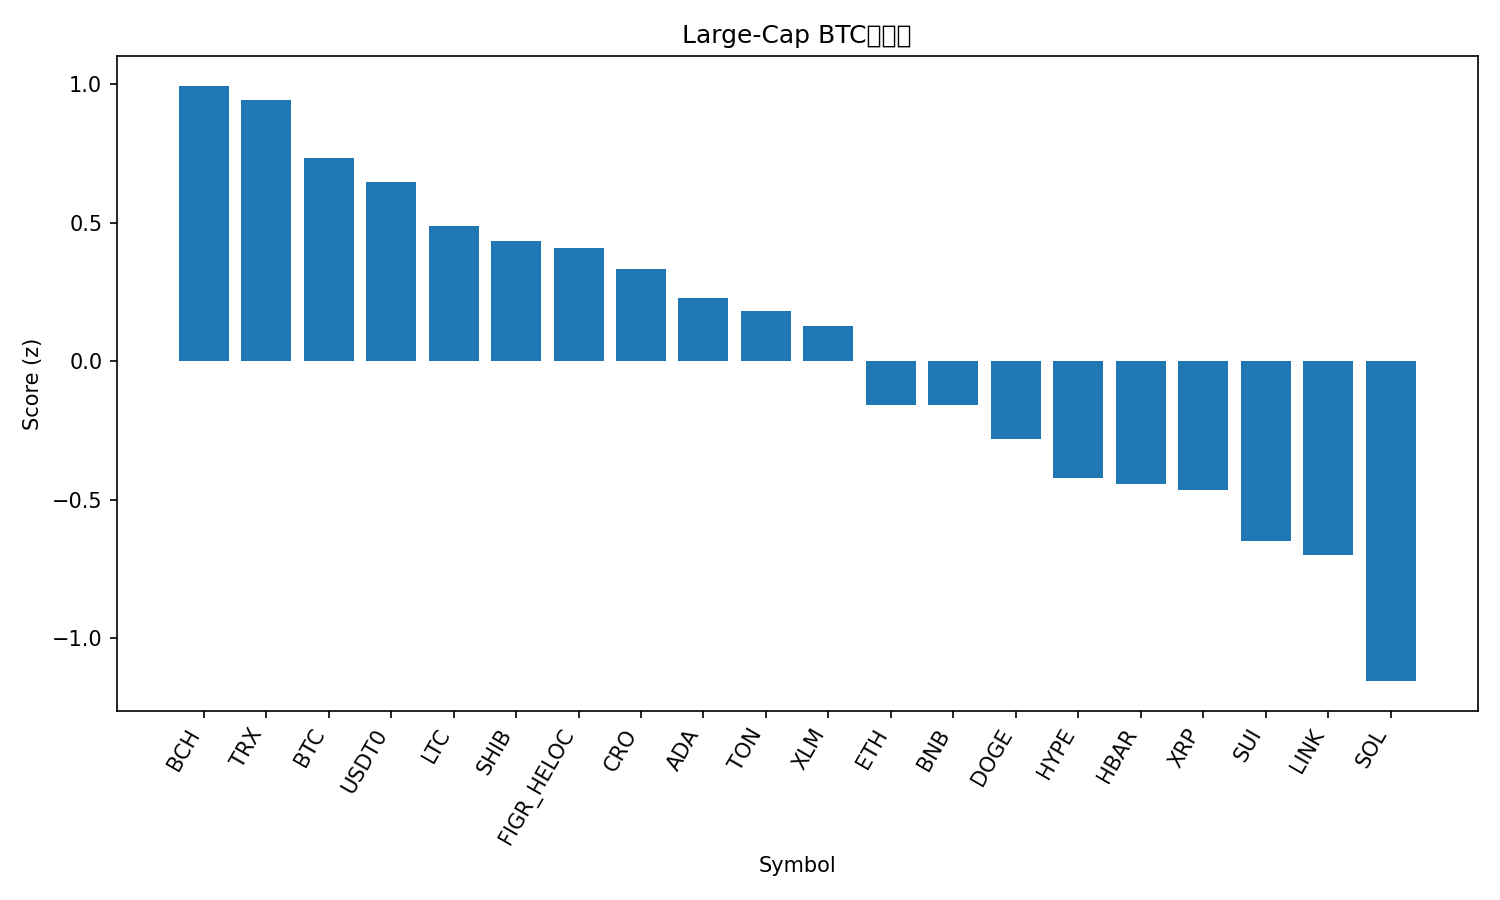 Large-Cap BTC
1.0
0.5
0.0
−0.5
−1.0
Score (z)
BCH
TRX
BTC
USDT0
LTC
SHIB
FIGR_HELOC
CRO
ADA
TON
XLM
ETH
BNB
DOGE
HYPE
HBAR
XRP
SUI
LINK
SOL
Symbol